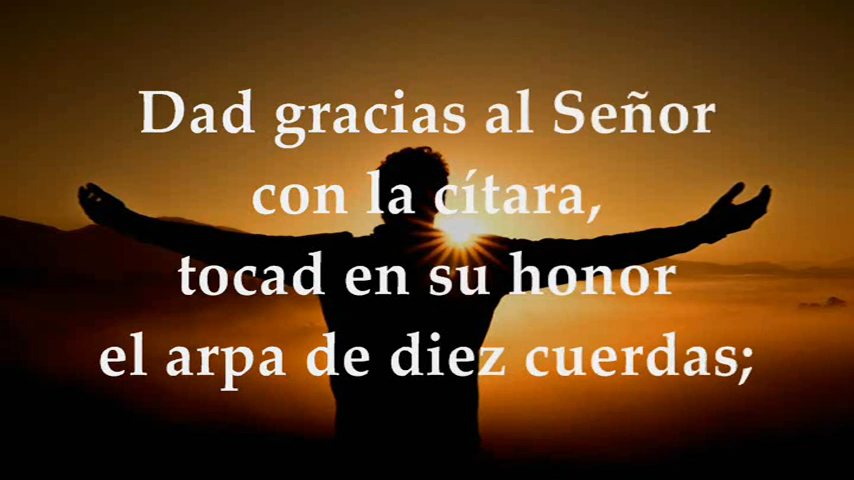 Dad gracias al Señor
con la cítara,
tocad en su honor
el arpa de diez cuerdas;